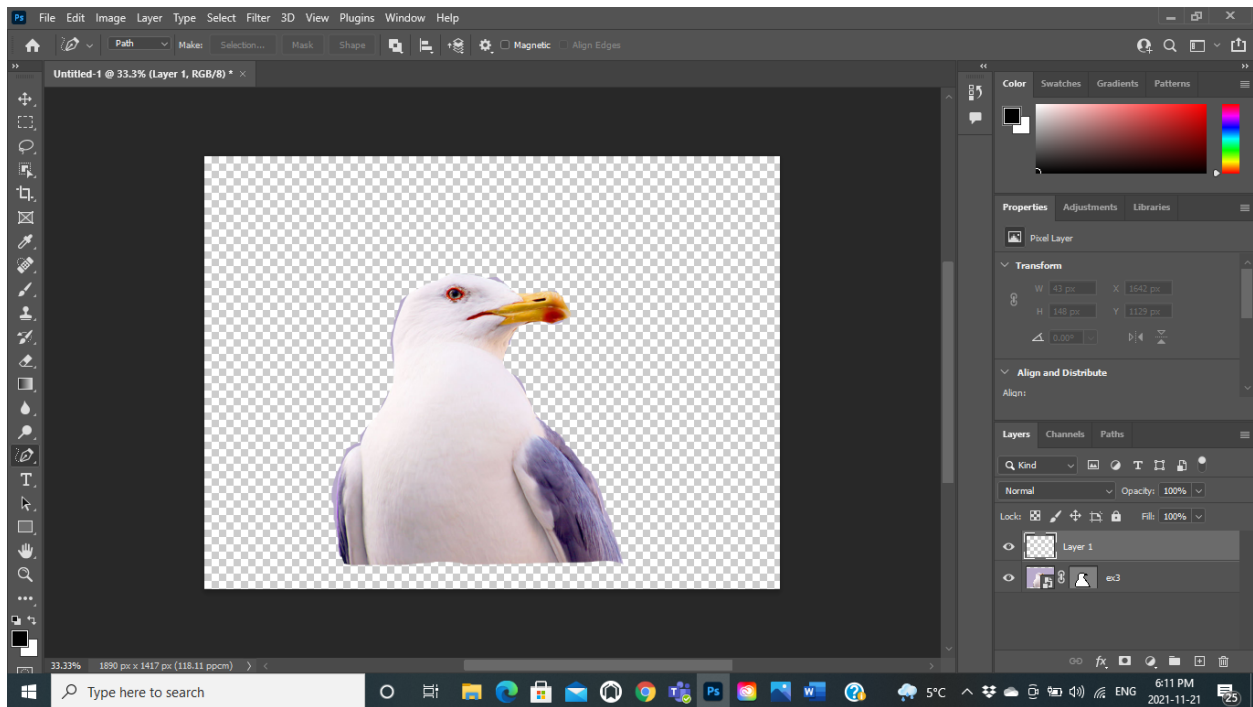 Ps File Edit Image Layer Type Select Filter 3D View Plugins Window Help
Path Make: Selection... Mask Shape Magnetic Align Edges
Untitled-1 @ 33.3% (Layer 1, RGB/8) * ×
Color Swatches Gradients Patterns
Properties Adjustments Libraries
Pixel Layer
Transform
W 43 px X 1642 px
H 148 px Y 1129 px
0.00°
Align and Distribute
Align:
Layers Channels Paths
Kind
Normal Opacity: 100%
Lock: Fill: 100%
Layer 1
ex3
fx
33.33% 1890 px x 1417 px (118.11 ppcm)
Type here to search
Ps
5°C
ENG
6:11 PM
2021-11-21
25